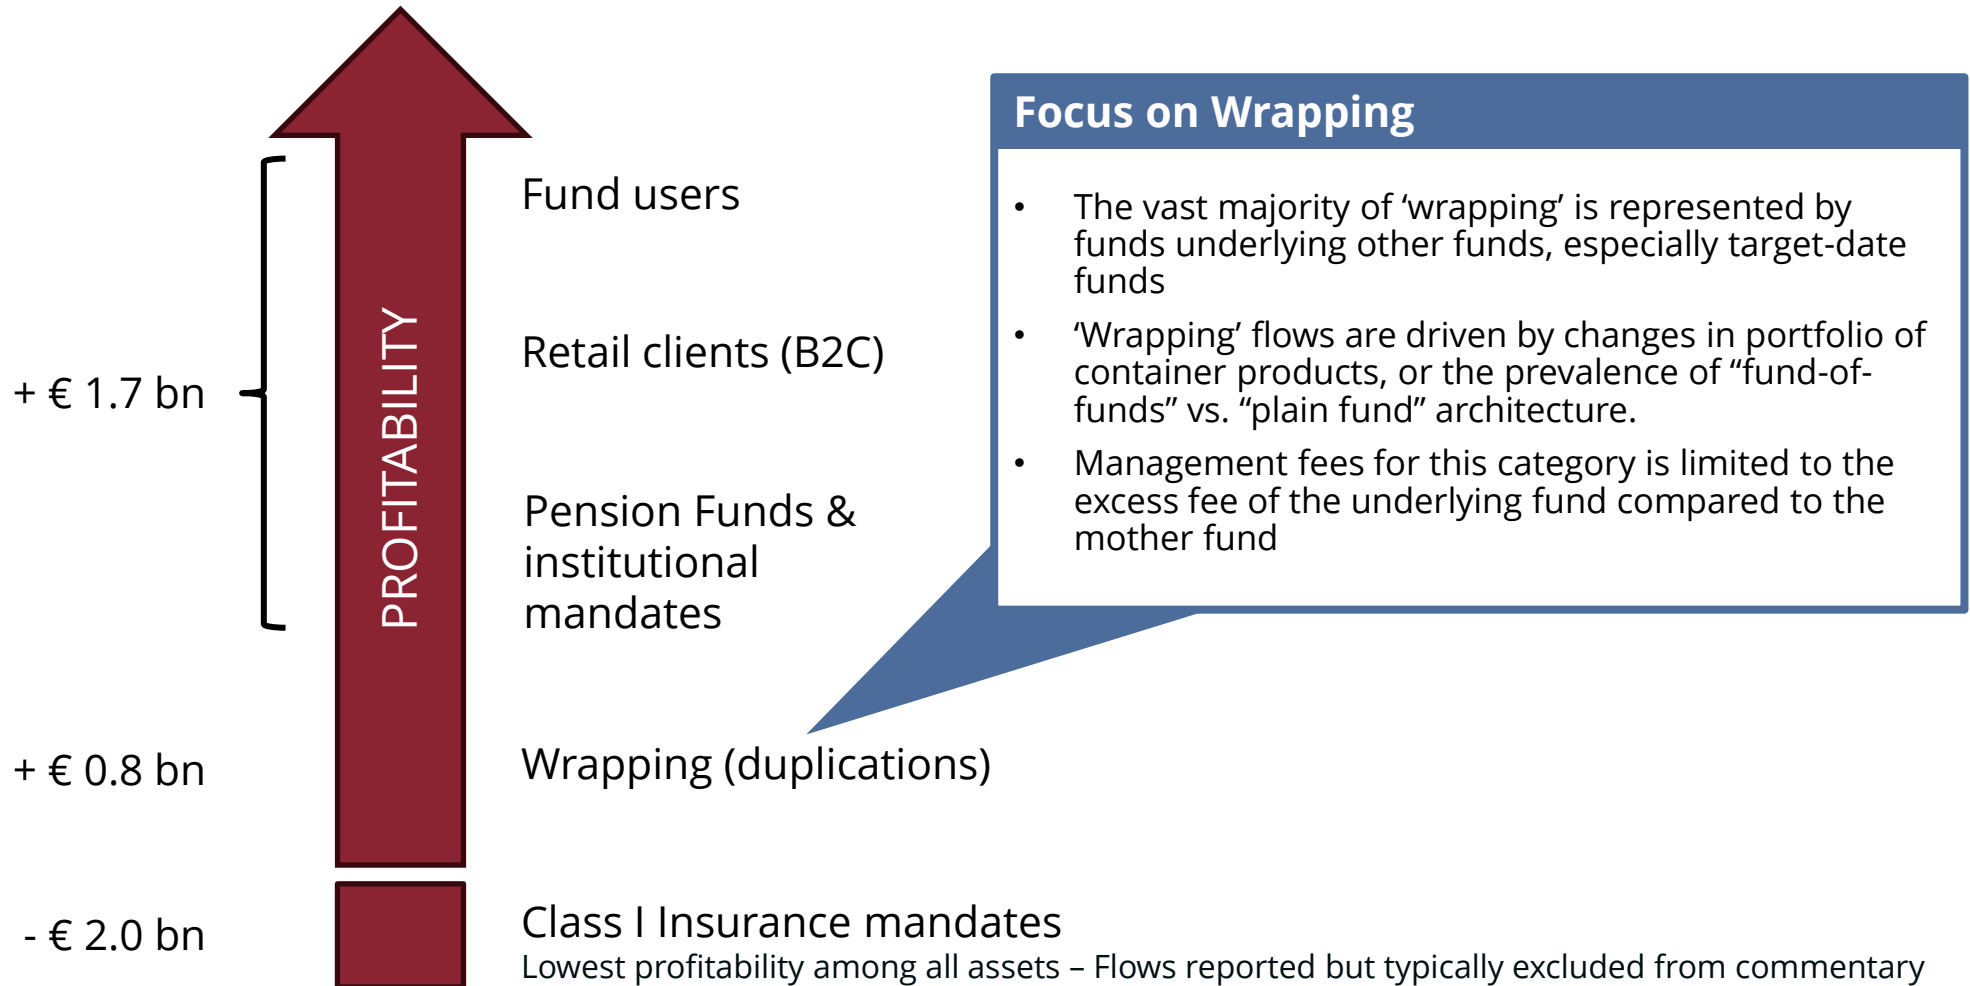 Fund users
Retail clients (B2C)
+ € 1.7 bn
PROFITABILITY
Pension Funds &
institutional
mandates
+ € 0.8 bn
Wrapping (duplications)
- € 2.0 bn
Class I Insurance mandates
Lowest profitability among all assets – Flows reported but typically excluded from commentary
Focus on Wrapping
• The vast majority of ‘wrapping’ is represented by
funds underlying other funds, especially target-date
funds
• ‘Wrapping’ flows are driven by changes in portfolio of
container products, or the prevalence of “fund-of-
funds” vs. “plain fund” architecture.
• Management fees for this category is limited to the
excess fee of the underlying fund compared to the
mother fund